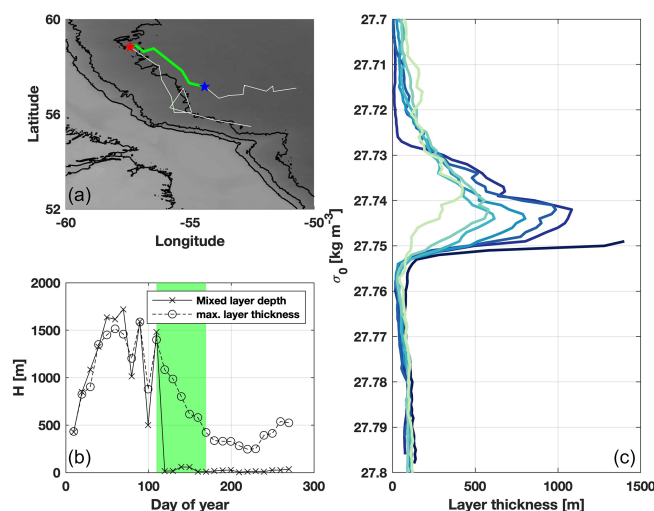 60
Latitude
56
(a)
52
-60
-55
-50
Longitude
2000
Mixed layer depth
max. layer thickness
1500
H [m]
1000
500
(b)
0
0
100
200
300
Day of year
27.7
27.71
27.72
27.73
27.74
σ0 [kg m-3]
27.75
27.76
27.77
27.78
27.79
(c)
27.8
0
500
1000
1500
Layer thickness [m]